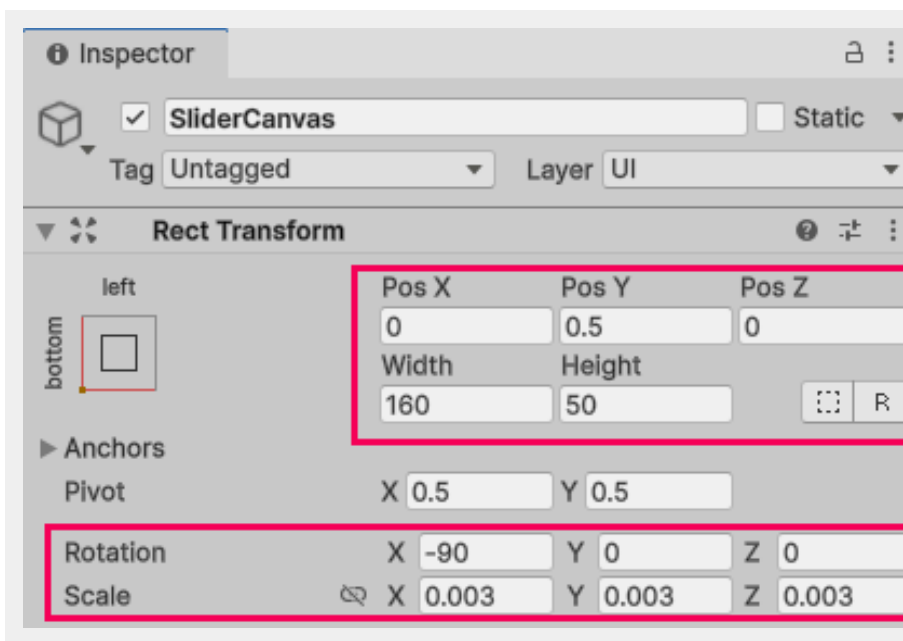 Inspector
SliderCanvas Static
Tag Untagged Layer UI
Rect Transform
left Pos X Pos Y Pos Z
bottom 0 0.5 0
Width Height
160 50 R
Anchors
Pivot X 0.5 Y 0.5
Rotation X -90 Y 0 Z 0
Scale X 0.003 Y 0.003 Z 0.003